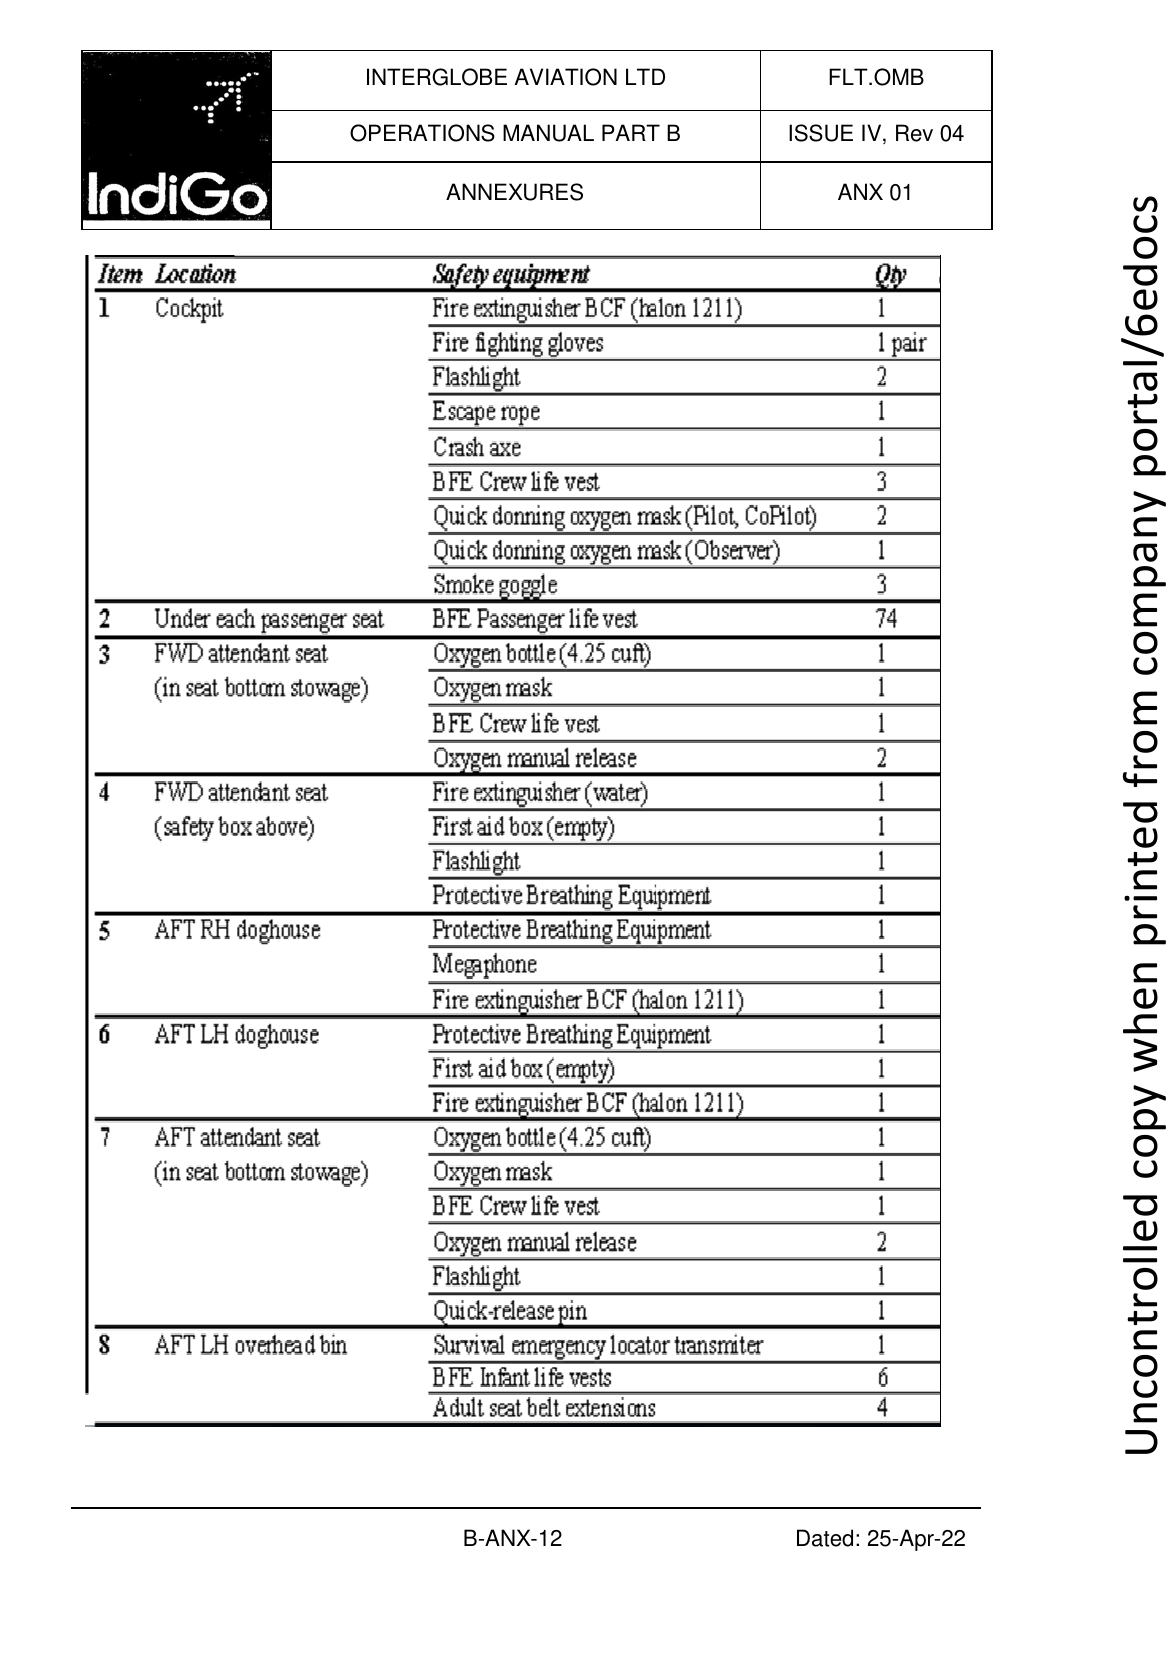 INTERGLOBE AVIATION LTD FLT.OMB
OPERATIONS MANUAL PART B ISSUE IV, Rev 04
IndiGo ANNEXURES ANX 01
Item Location Safety equipment Qty
1 Cockpit Fire extinguisher BCF (halon 1211) 1
Fire fighting gloves 1 pair
Flashlight 2
Escape rope 1
Crash axe 1
BFE Crew life vest 3
Quick donning oxygen mask (Pilot, CoPilot) 2
Quick donning oxygen mask (Observer) 1
Smoke goggle 3
2 Under each passenger seat BFE Passenger life vest 74
3 FWD attendant seat Oxygen bottle (4.25 cuft) 1
(in seat bottom stowage) Oxygen mask 1
BFE Crew life vest 1
Oxygen manual release 2
4 FWD attendant seat Fire extinguisher (water) 1
(safety box above) First aid box (empty) 1
Flashlight 1
Protective Breathing Equipment 1
5 AFT RH doghouse Protective Breathing Equipment 1
Megaphone 1
Fire extinguisher BCF (halon 1211) 1
6 AFT LH doghouse Protective Breathing Equipment 1
First aid box (empty) 1
Fire extinguisher BCF (halon 1211) 1
7 AFT attendant seat Oxygen bottle (4.25 cuft) 1
(in seat bottom stowage) Oxygen mask 1
BFE Crew life vest 1
Oxygen manual release 2
Flashlight 1
Quick-release pin 1
8 AFT LH overhead bin Survival emergency locator transmiter 1
BFE Infant life vests 6
Adult seat belt extensions 4
B-ANX-12 Dated: 25-Apr-22
Uncontrolled copy when printed from company portal/6edocs